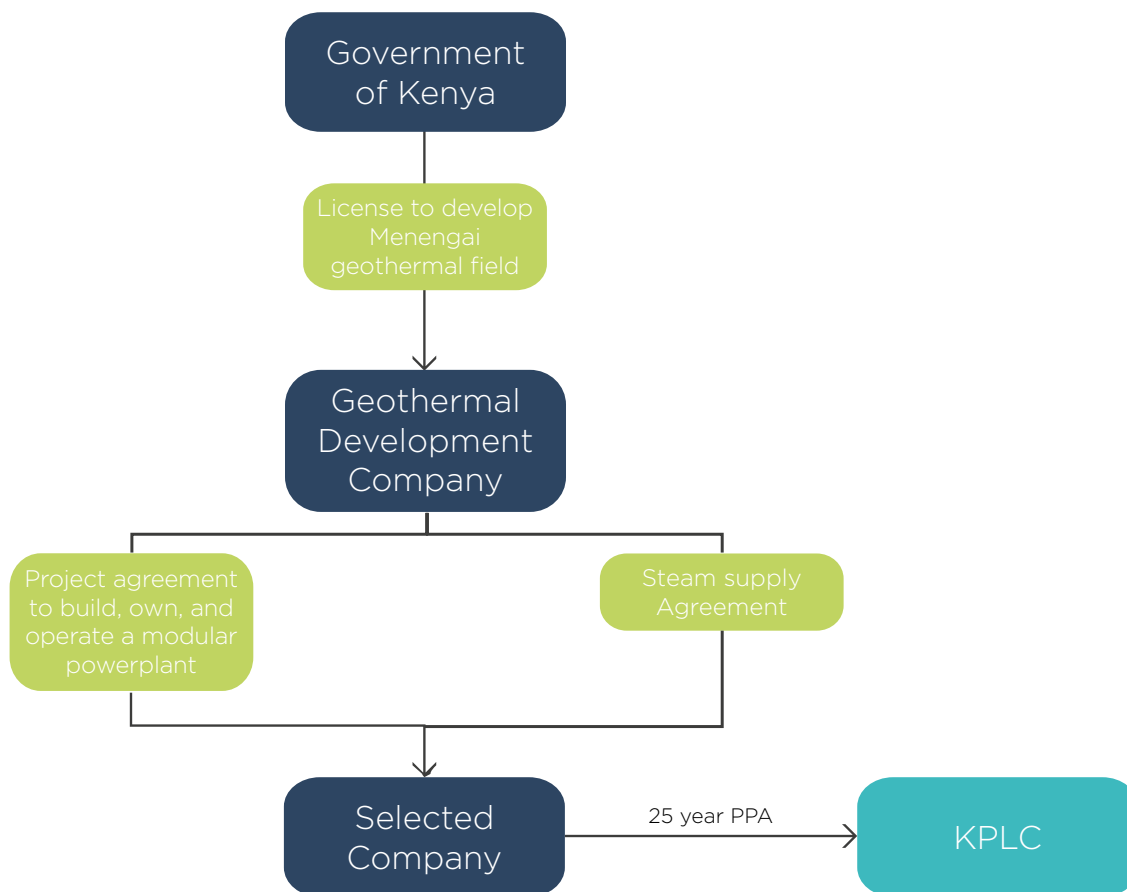 Government
of Kenya
License to develop
Menengai
geothermal field
Geothermal
Development
Company
Project agreement
to build, own, and
operate a modular
powerplant
Steam supply
Agreement
Selected
Company
25 year PPA
KPLC